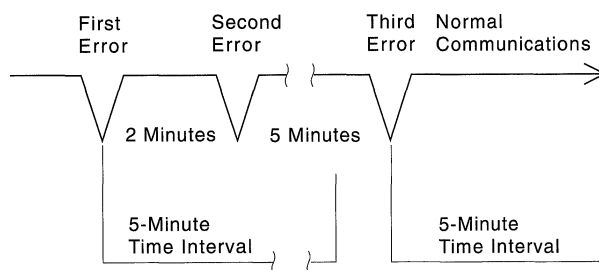 First
Error
Second
Error
Third
Error
Normal
Communications
2 Minutes
5 Minutes
5-Minute
Time Interval
5-Minute
Time Interval